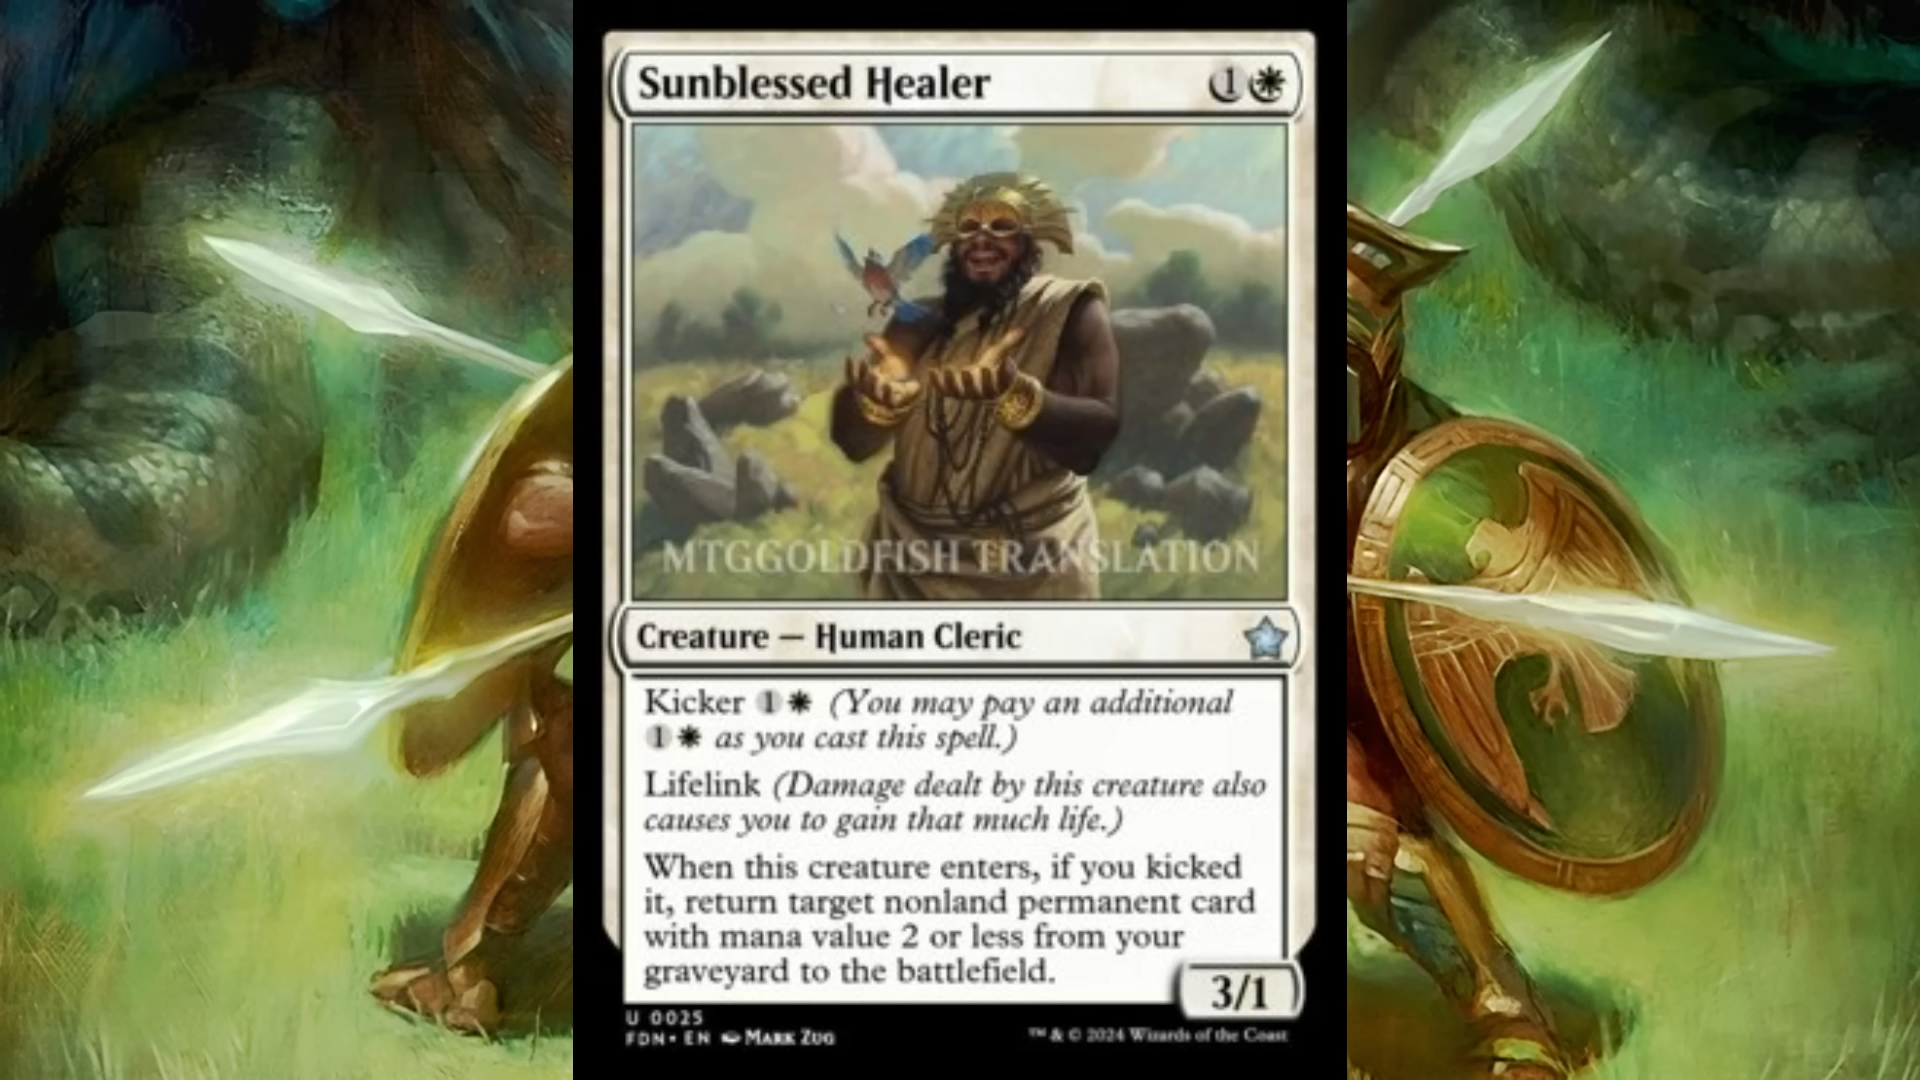 Sunblessed Healer 1
MTGGOLDFISH TRANSLATION
Creature — Human Cleric
Kicker 1 (You may pay an additional
1 as you cast this spell.)
Lifelink (Damage dealt by this creature also
causes you to gain that much life.)
When this creature enters, if you kicked
it, return target nonland permanent card
with mana value 2 or less from your
graveyard to the battlefield.
3/1
U 0025
FDN • EN MARK ZUG
™ & © 2024 Wizards of the Coast